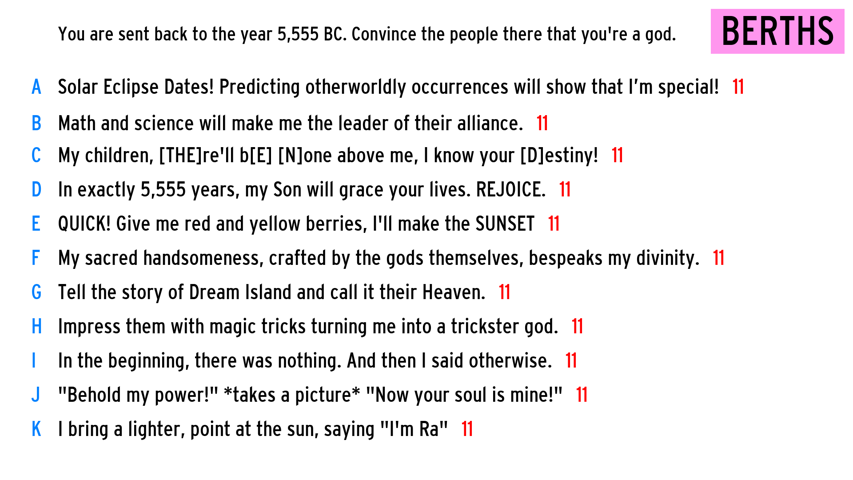 You are sent back to the year 5,555 BC. Convince the people there that you're a god.
BERTHS
A Solar Eclipse Dates! Predicting otherworldly occurrences will show that I'm special! 11
B Math and science will make me the leader of their alliance. 11
C My children, [THE]re'll b[E] [N]one above me, I know your [D]estiny! 11
D In exactly 5,555 years, my Son will grace your lives. REJOICE. 11
E QUICK! Give me red and yellow berries, I'll make the SUNSET 11
F My sacred handsomeness, crafted by the gods themselves, bespeaks my divinity. 11
G Tell the story of Dream Island and call it their Heaven. 11
H Impress them with magic tricks turning me into a trickster god. 11
I In the beginning, there was nothing. And then I said otherwise. 11
J "Behold my power!" *takes a picture* "Now your soul is mine!" 11
K I bring a lighter, point at the sun, saying "I'm Ra" 11